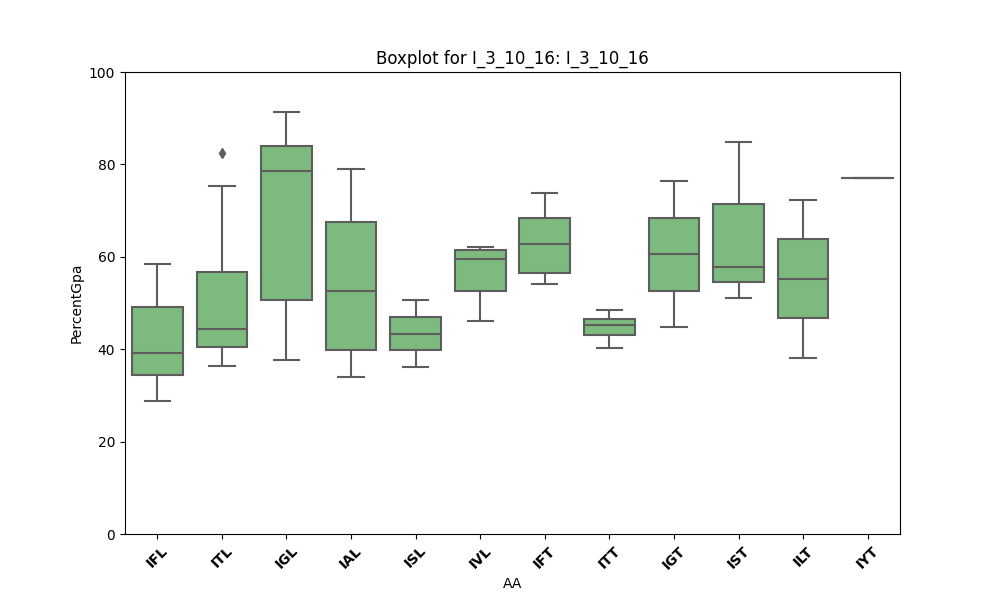 Boxplot for I_3_10_16: I_3_10_16
PercentGpa
100
80
60
40
20
0
IFL ITL IGL IAL ISL IVL IFT ITT IGT IST ILT IYT
AA